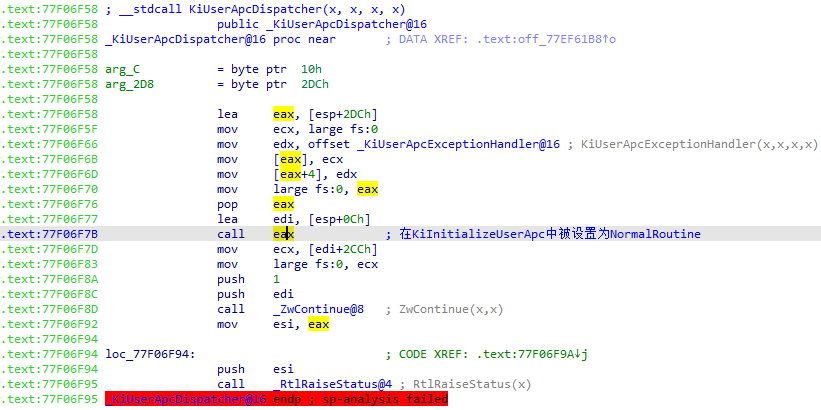 .text:77F06F58 ; __stdcall KiUserApcDispatcher(x, x, x, x)
.text:77F06F58 public _KiUserApcDispatcher@16
.text:77F06F58 _KiUserApcDispatcher@16 proc near ; DATA XREF: .text:off_77EF61B8↑o
.text:77F06F58
.text:77F06F58 arg_C = byte ptr 10h
.text:77F06F58 arg_2D8 = byte ptr 2DCh
.text:77F06F58
.text:77F06F58 lea eax, [esp+2DCh]
.text:77F06F5F mov ecx, large fs:0
.text:77F06F66 mov edx, offset _KiUserApcExceptionHandler@16 ; KiUserApcExceptionHandler(x,x,x,x)
.text:77F06F6B mov [eax], ecx
.text:77F06F6D mov [eax+4], edx
.text:77F06F70 mov large fs:0, eax
.text:77F06F76 pop eax
.text:77F06F77 lea edi, [esp+0Ch]
.text:77F06F7B call eax ; 在KiInitializeUserApc中被设置为NormalRoutine
.text:77F06F7D mov ecx, [edi+2CCh]
.text:77F06F83 mov large fs:0, ecx
.text:77F06F8A push 1
.text:77F06F8C push edi
.text:77F06F8D call _ZwContinue@8 ; ZwContinue(x,x)
.text:77F06F92 mov esi, eax
.text:77F06F94
.text:77F06F94 loc_77F06F94: ; CODE XREF: .text:77F06F9A↓j
.text:77F06F94 push esi
.text:77F06F95 call _RtlRaiseStatus@4 ; RtlRaiseStatus(x)
.text:77F06F95 _KiUserApcDispatcher@16 endp ; sp-analysis failed